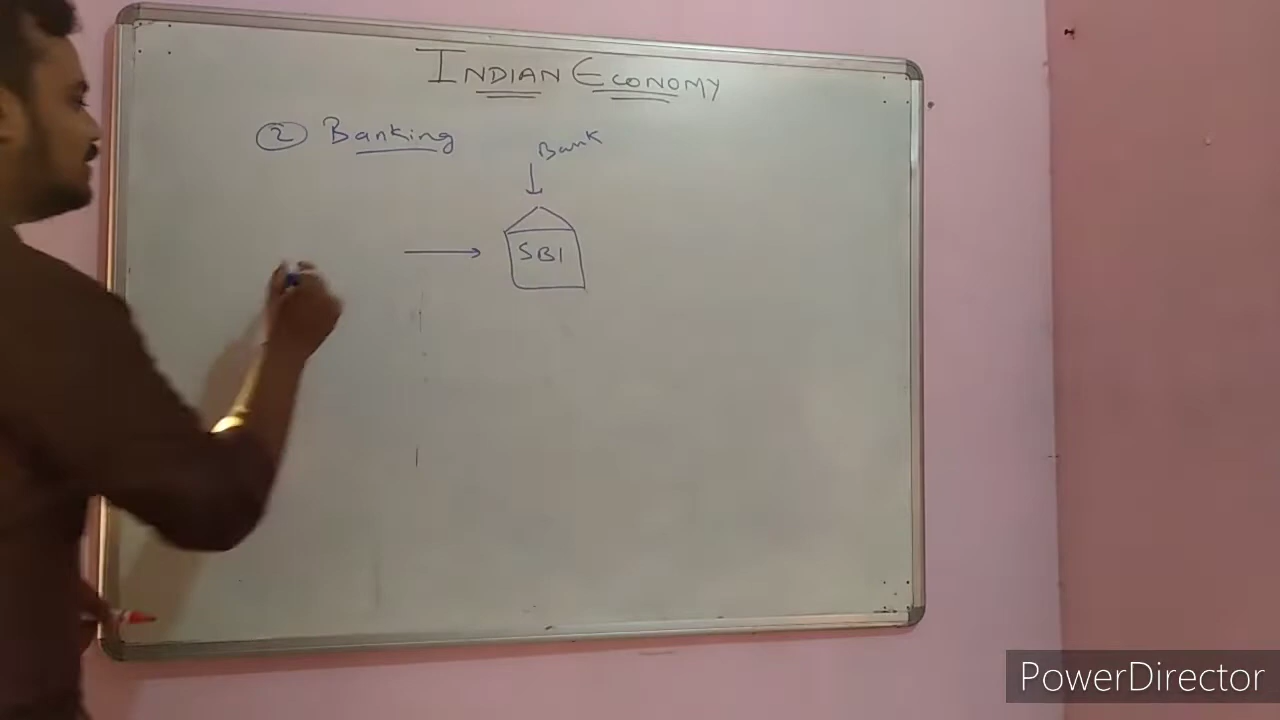 INDIAN ECONOMY
② Banking
Bank
SBI
PowerDirector